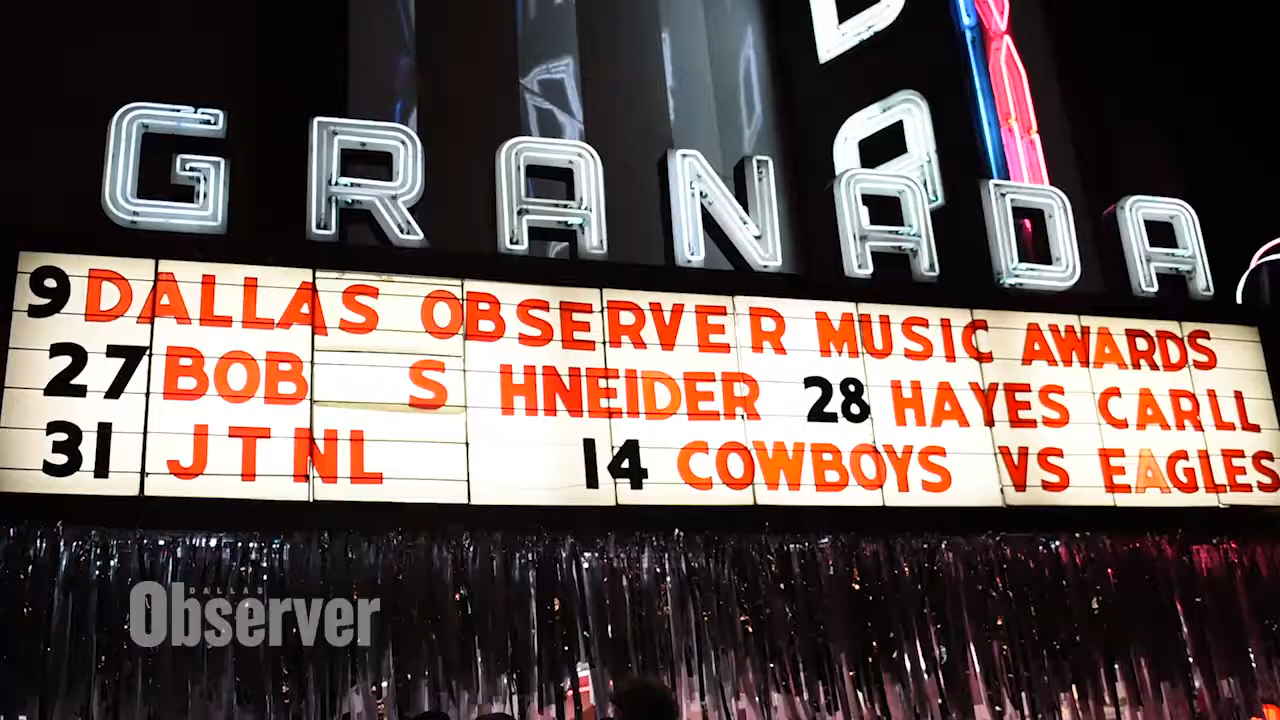 D
A
GRANADA
9 DALLAS OBSERVER MUSIC AWARDS
27 BOB S HNEIDER 28 HAYES CARLL
31 JTNL 14 COWBOYS VS EAGLES
DALLAS
Observer